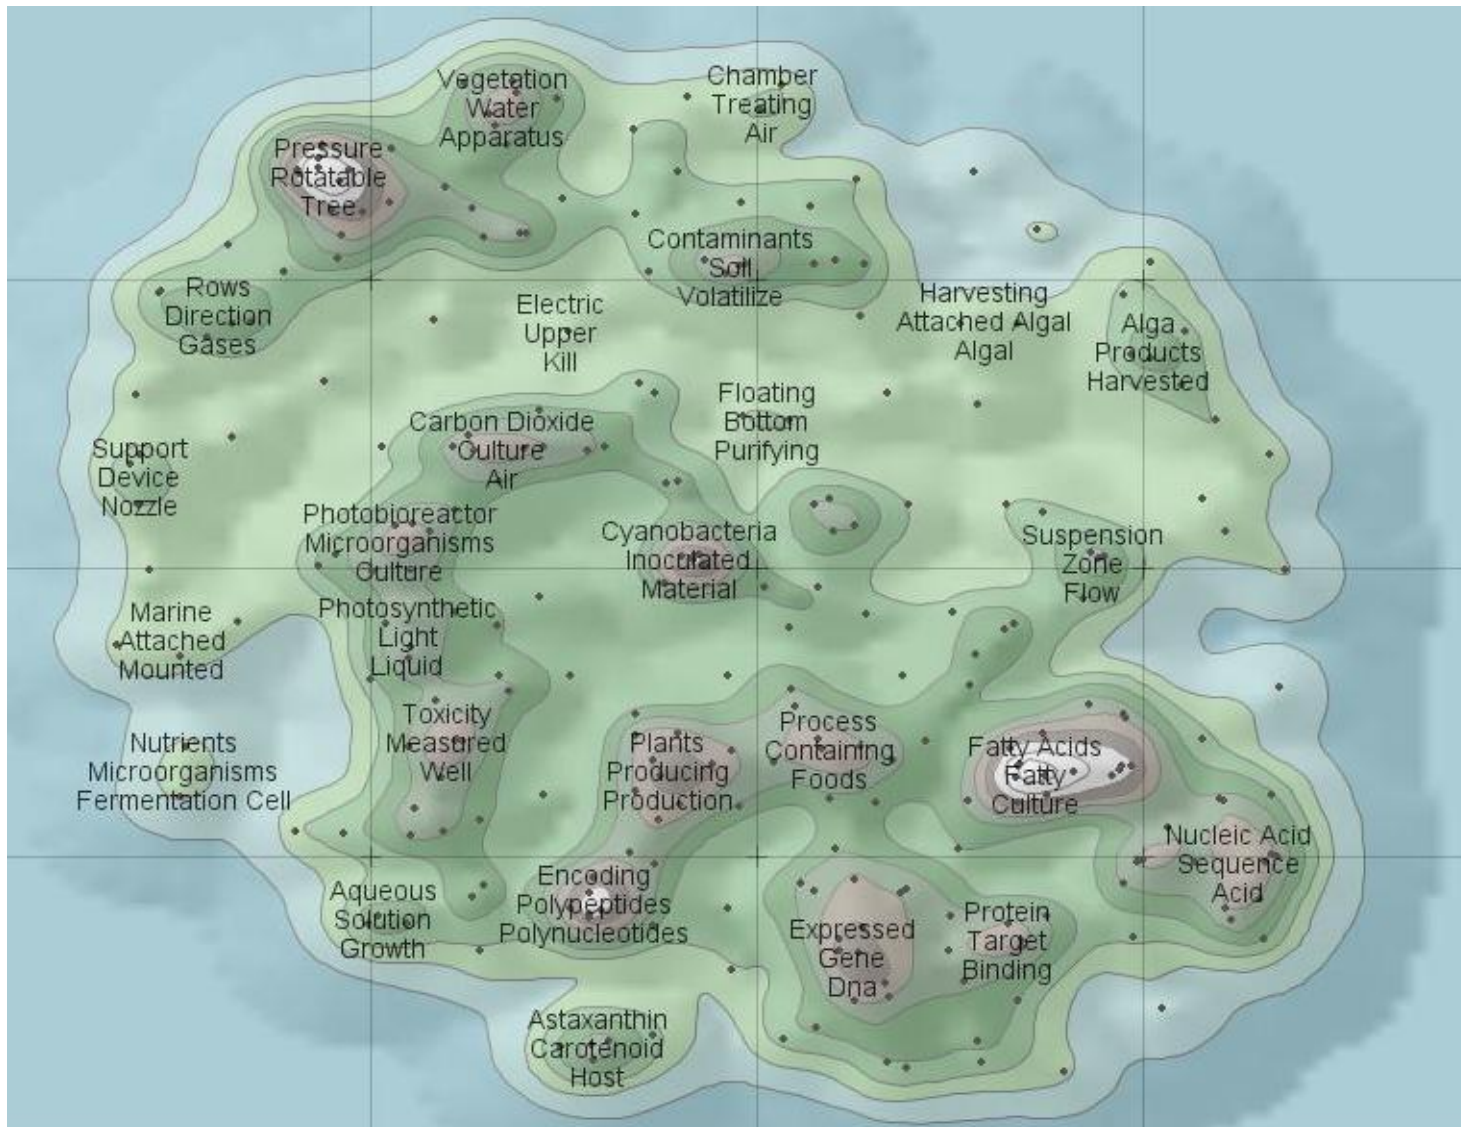 Vegetation
Water
Apparatus
Chamber
Treating
Air
Pressure
Rotatable
Tree
Contaminants
Soil
Volatilize
Rows
Direction
Gases
Electric
Upper
Kill
Harvesting
Attached Algal
Algal
Alga
Products
Harvested
Floating
Bottom
Purifying
Carbon Dioxide
Culture
Air
Support
Device
Nozzle
Photobioreactor
Microorganisms
Culture
Cyanobacteria
Inoculated
Material
Suspension
Zone
Flow
Marine
Attached
Mounted
Photosynthetic
Light
Liquid
Toxicity
Measured
Well
Nutrients
Microorganisms
Fermentation Cell
Plants
Producing
Production
Process
Containing
Foods
Fatty Acids
Fatty
Culture
Nucleic Acid
Sequence
Acid
Aqueous
Solution
Growth
Encoding
Polypeptides
Polynucleotides
Expressed
Gene
Dna
Protein
Target
Binding
Astaxanthin
Carotenoid
Host